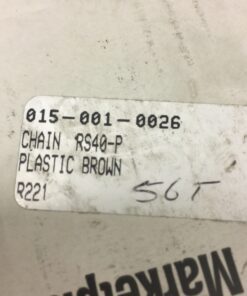 015-001-0026
CHAIN RS40-P
PLASTIC BROWN
R221 56T